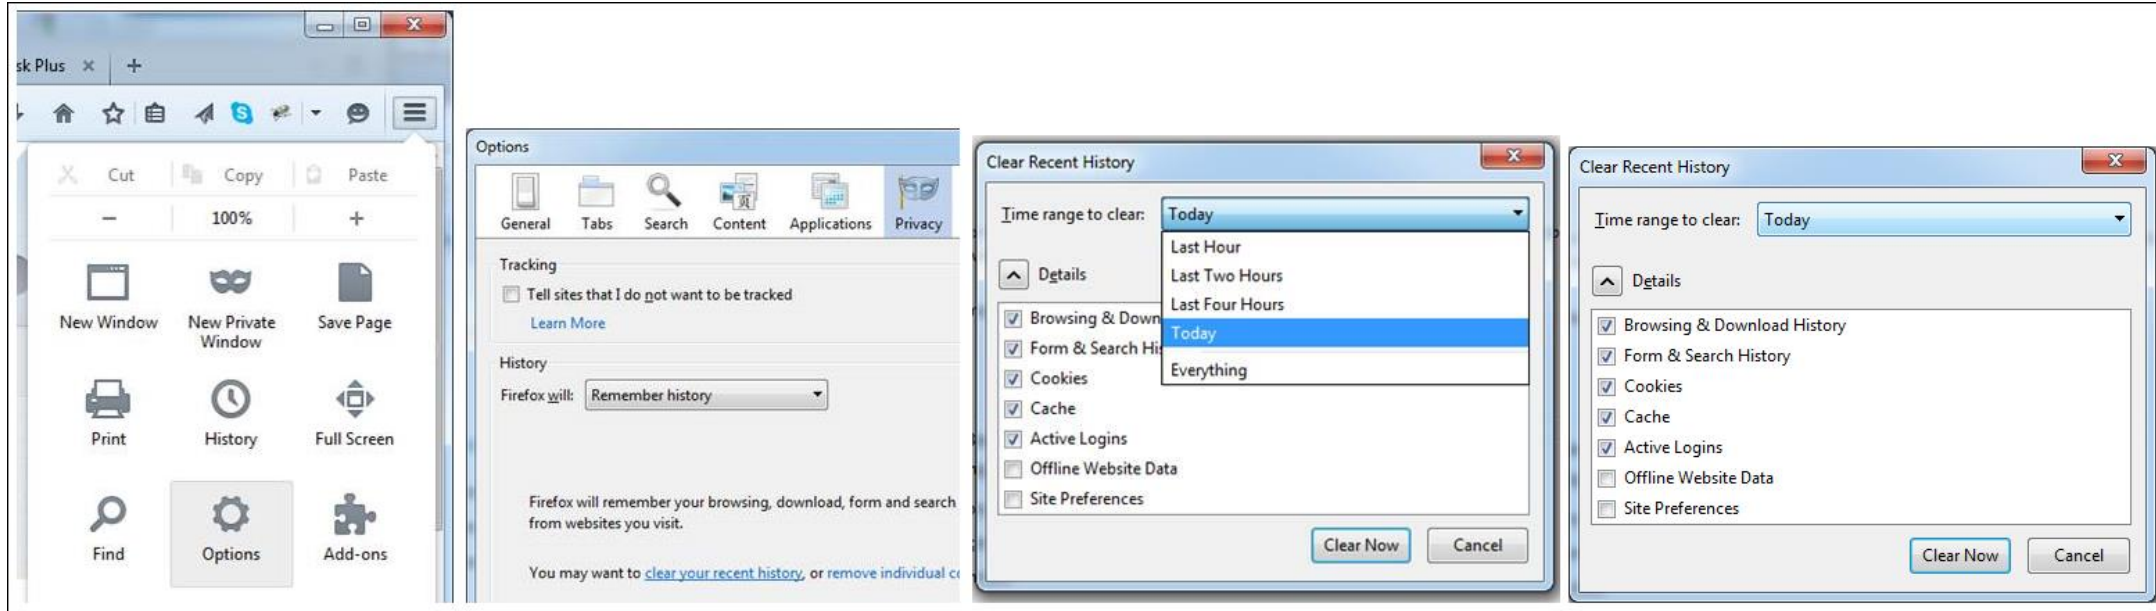 sk Plus
Cut Copy Paste
100%
New Window New Private Save Page
Window
Print History Full Screen
Find Options Add-ons
Options
General Tabs Search Content Applications Privacy
Tracking
Tell sites that I do not want to be tracked
Learn More
History
Firefox will: Remember history
Firefox will remember your browsing, download, form and search
from websites you visit.
You may want to clear your recent history, or remove individual
Clear Recent History
Time range to clear: Today
Last Hour
Last Two Hours
Last Four Hours
Today
Everything
Details
Browsing & Down
Form & Search His
Cookies
Cache
Active Logins
Offline Website Data
Site Preferences
Clear Now Cancel
Clear Recent History
Time range to clear: Today
Details
Browsing & Download History
Form & Search History
Cookies
Cache
Active Logins
Offline Website Data
Site Preferences
Clear Now Cancel